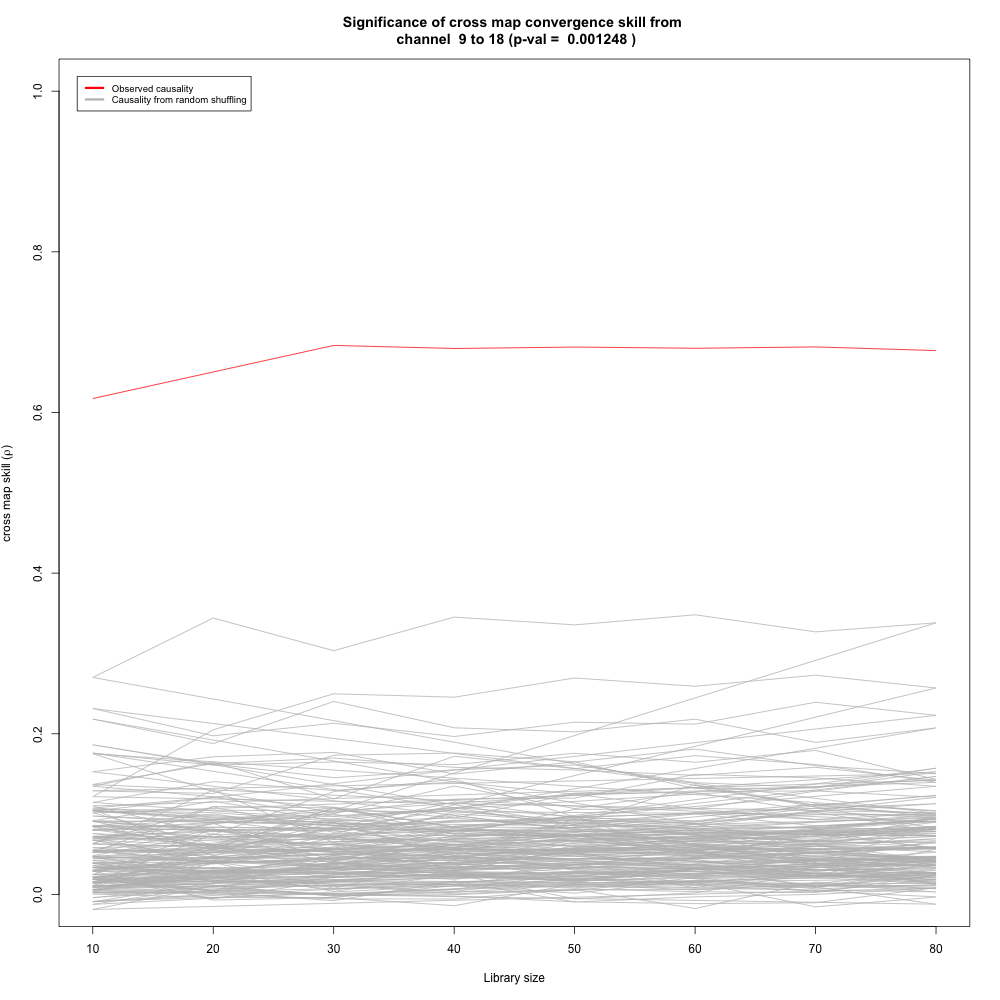 Significance of cross map convergence skill from
channel  9 to 18 (p-val =  0.001248 )
Observed causality
Causality from random shuffling
cross map skill (ρ)
1.0
0.8
0.6
0.4
0.2
0.0
10 20 30 40 50 60 70 80
Library size